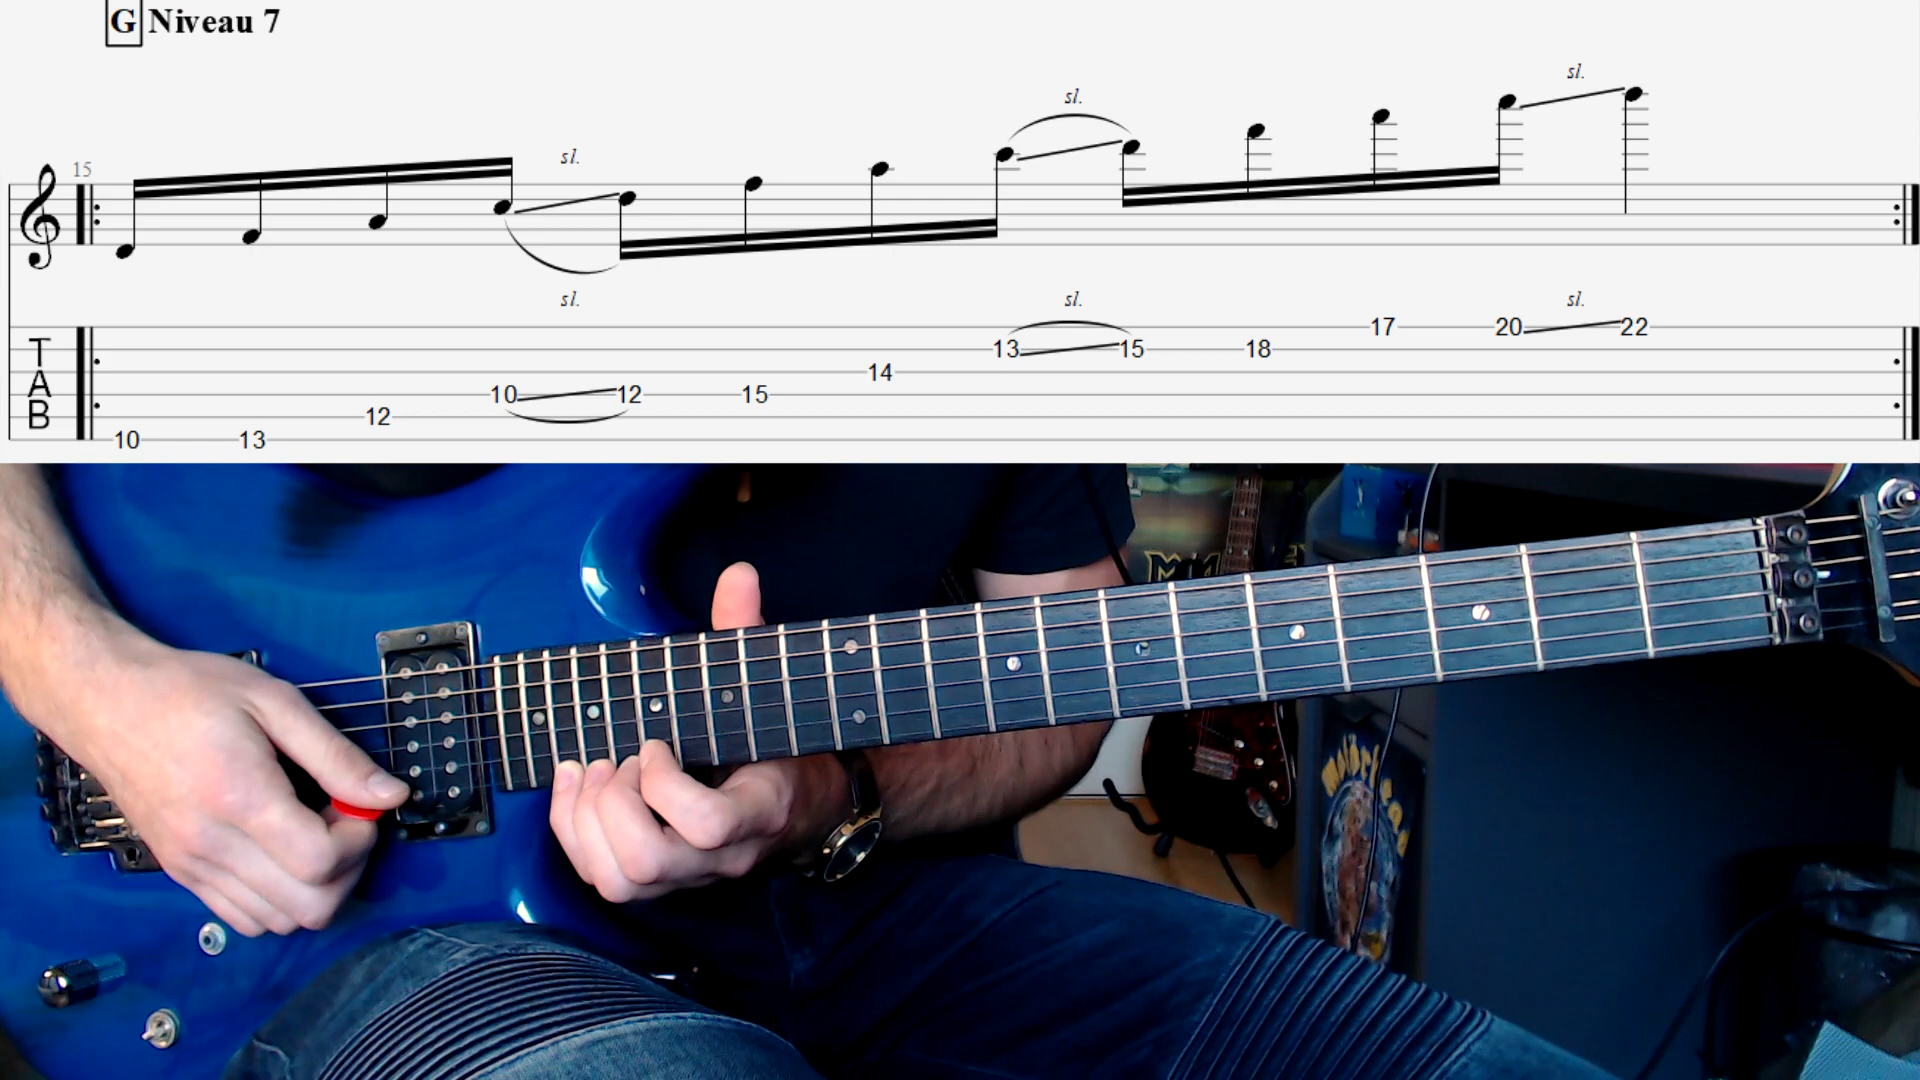 G Niveau 7
sl.
sl.
15
sl.
sl. sl. sl.
T 17 20 22
13 15 18
A 14
10 12 15
B 12
10 13
Motörhead